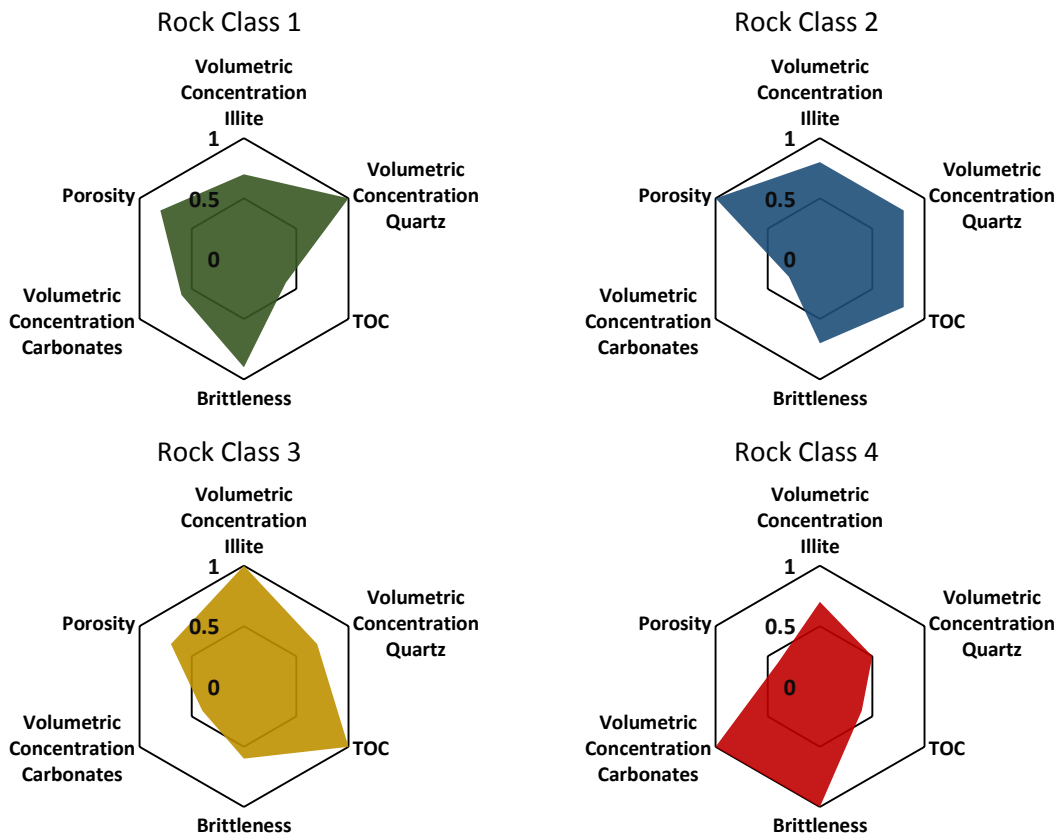 Rock Class 1
Volumetric
Concentration
Illite
1
Volumetric
Concentration
Quartz
Porosity
0.5
0
Volumetric
Concentration
Carbonates
TOC
Brittleness
Rock Class 2
Volumetric
Concentration
Illite
1
Volumetric
Concentration
Quartz
Porosity
0.5
0
Volumetric
Concentration
Carbonates
TOC
Brittleness
Rock Class 3
Volumetric
Concentration
Illite
1
Volumetric
Concentration
Quartz
Porosity
0.5
0
Volumetric
Concentration
Carbonates
TOC
Brittleness
Rock Class 4
Volumetric
Concentration
Illite
1
Volumetric
Concentration
Quartz
Porosity
0.5
0
Volumetric
Concentration
Carbonates
TOC
Brittleness